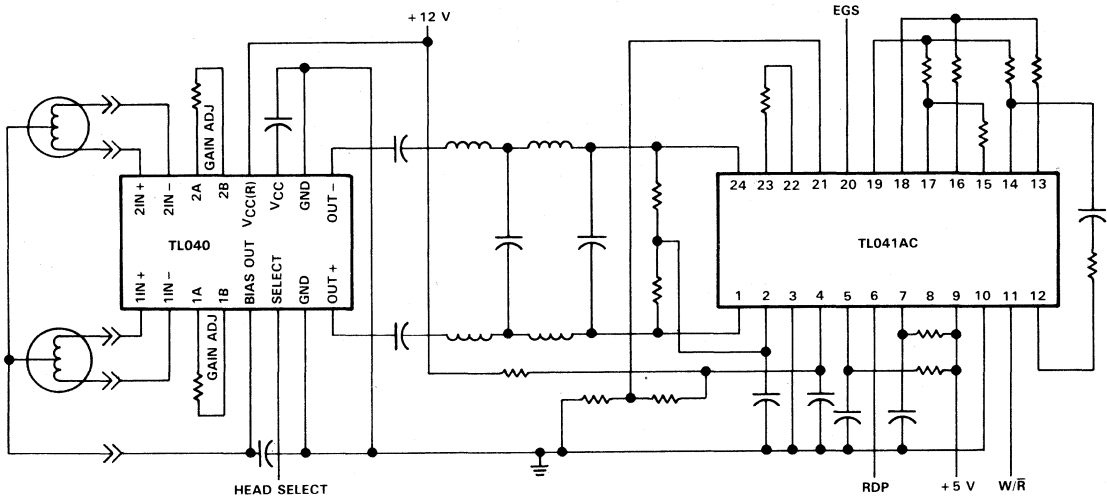 +12 V
EGS
GAIN ADJ
2IN+
2IN-
2A
2B
VCC(R)
VCC
GND
OUT-
TL040
1IN+
1IN-
1A
1B
BIAS OUT
SELECT
GND
OUT+
GAIN ADJ
24 23 22 21 20 19 18 17 16 15 14 13
TL041AC
1 2 3 4 5 6 7 8 9 10 11 12
HEAD SELECT
RDP
+5 V
W/R̅